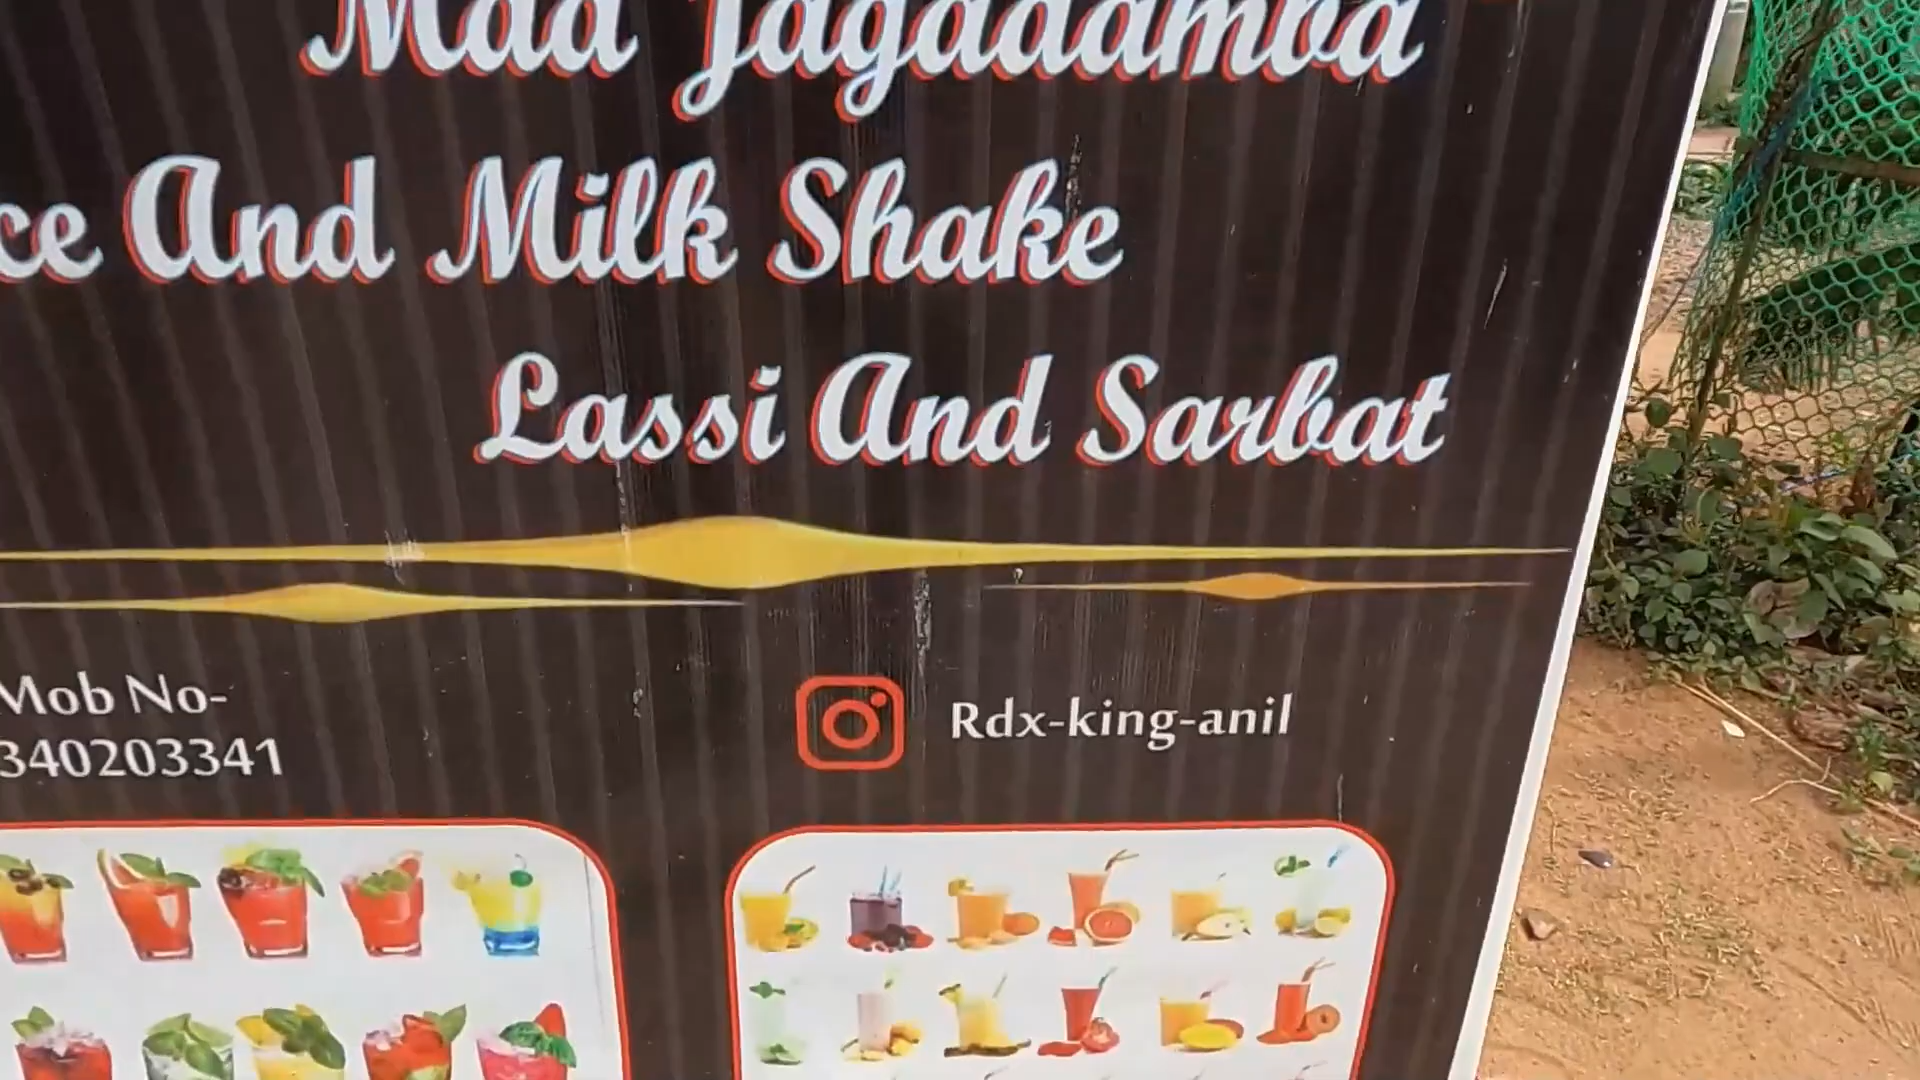 Maa Jagadamba
ce And Milk Shake
Lassi And Sarbat
Mob No-
340203341
Rdx-king-anil